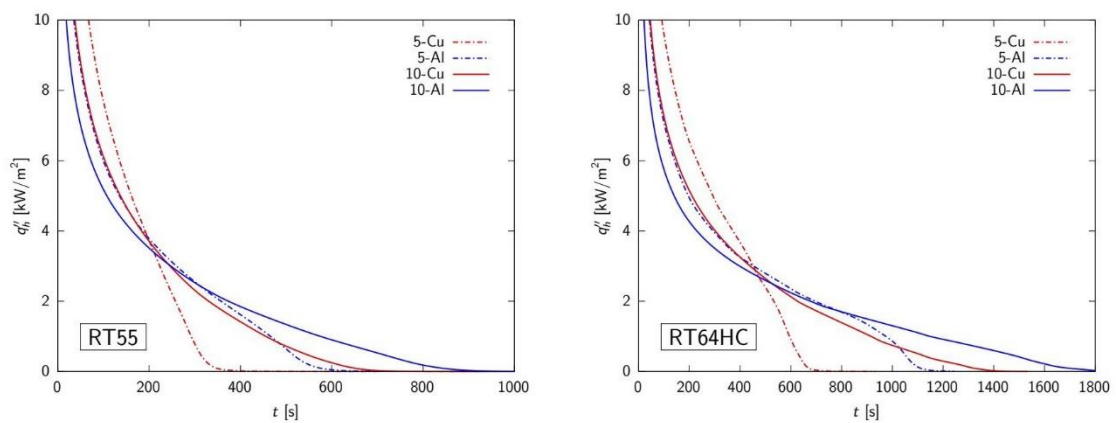 10
8
6
4
2
0
q''h [kW/m²]
5-Cu
5-Al
10-Cu
10-Al
RT55
0 200 400 600 800 1000
t [s]
10
8
6
4
2
0
q''h [kW/m²]
5-Cu
5-Al
10-Cu
10-Al
RT64HC
0 200 400 600 800 1000 1200 1400 1600 1800
t [s]